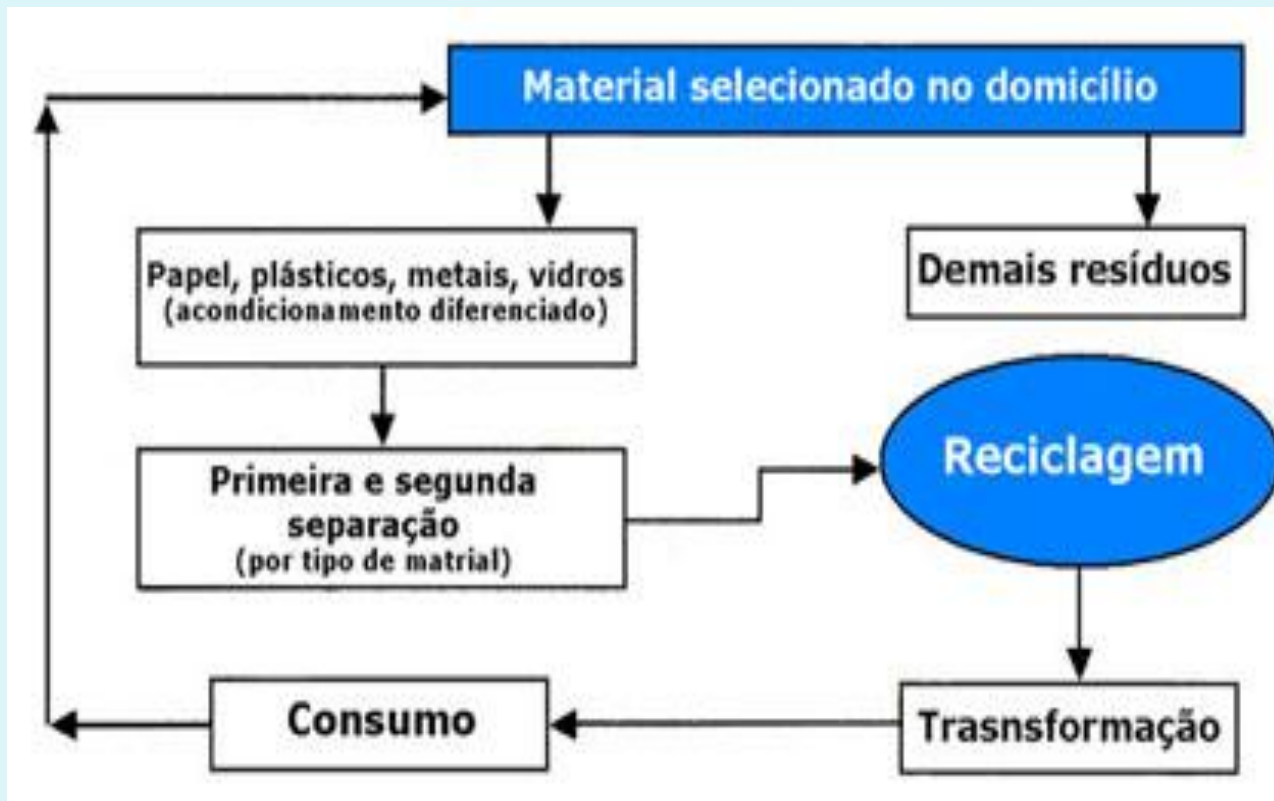 Material selecionado no domicílio
Papel, plásticos, metais, vidros
(acondicionamento diferenciado)
Demais resíduos
Primeira e segunda
separação
(por tipo de matrial)
Reciclagem
Consumo
Trasnsformação